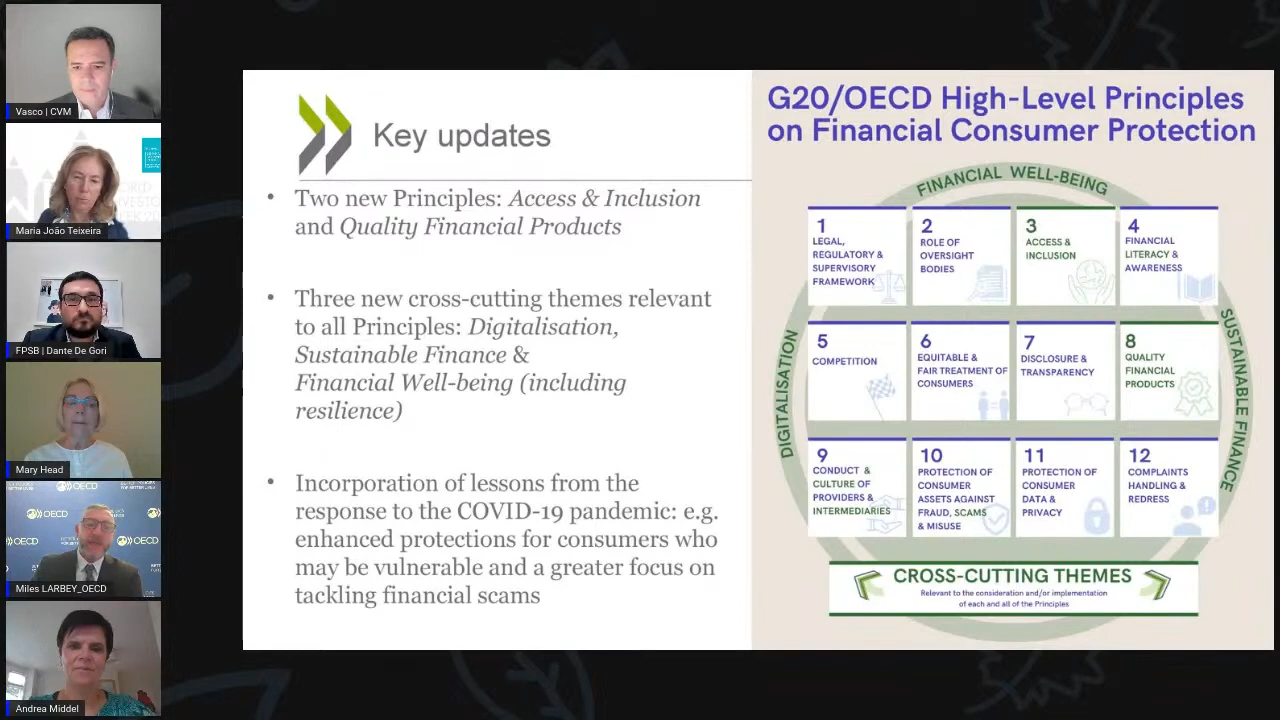 Vasco | CVM
Maria João Teixeira
FPSB | Dante De Gori
Mary Head
OECD
OECD
OECD
OECD
Miles LARBEY_OECD
Andrea Middel
Key updates
• Two new Principles: Access & Inclusion
and Quality Financial Products
• Three new cross-cutting themes relevant
to all Principles: Digitalisation,
Sustainable Finance &
Financial Well-being (including
resilience)
• Incorporation of lessons from the
response to the COVID-19 pandemic: e.g.
enhanced protections for consumers who
may be vulnerable and a greater focus on
tackling financial scams
G20/OECD High-Level Principles
on Financial Consumer Protection
FINANCIAL WELL-BEING
DIGITALISATION
SUSTAINABLE FINANCE
1
LEGAL,
REGULATORY &
SUPERVISORY
FRAMEWORK
2
ROLE OF
OVERSIGHT
BODIES
3
ACCESS &
INCLUSION
4
FINANCIAL
LITERACY &
AWARENESS
5
COMPETITION
6
EQUITABLE &
FAIR TREATMENT OF
CONSUMERS
7
DISCLOSURE &
TRANSPARENCY
8
QUALITY
FINANCIAL
PRODUCTS
9
CONDUCT &
CULTURE OF
PROVIDERS &
INTERMEDIARIES
10
PROTECTION OF
CONSUMER
ASSETS AGAINST
FRAUD, SCAMS
& MISUSE
11
PROTECTION OF
CONSUMER
DATA &
PRIVACY
12
COMPLAINTS
HANDLING &
REDRESS
CROSS-CUTTING THEMES
Relevant to the consideration and/or implementation
of each and all of the Principles